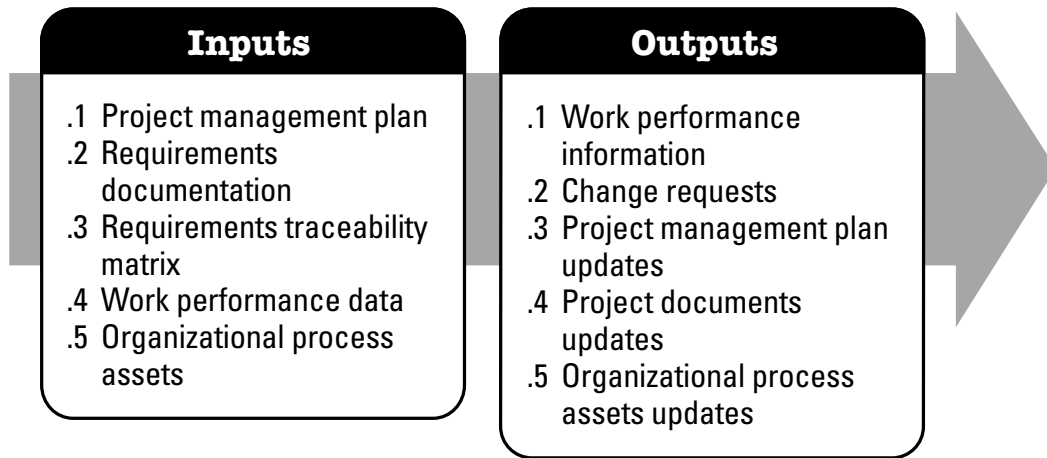 Inputs
.1 Project management plan
.2 Requirements
documentation
.3 Requirements traceability
matrix
.4 Work performance data
.5 Organizational process
assets
Outputs
.1 Work performance
information
.2 Change requests
.3 Project management plan
updates
.4 Project documents
updates
.5 Organizational process
assets updates